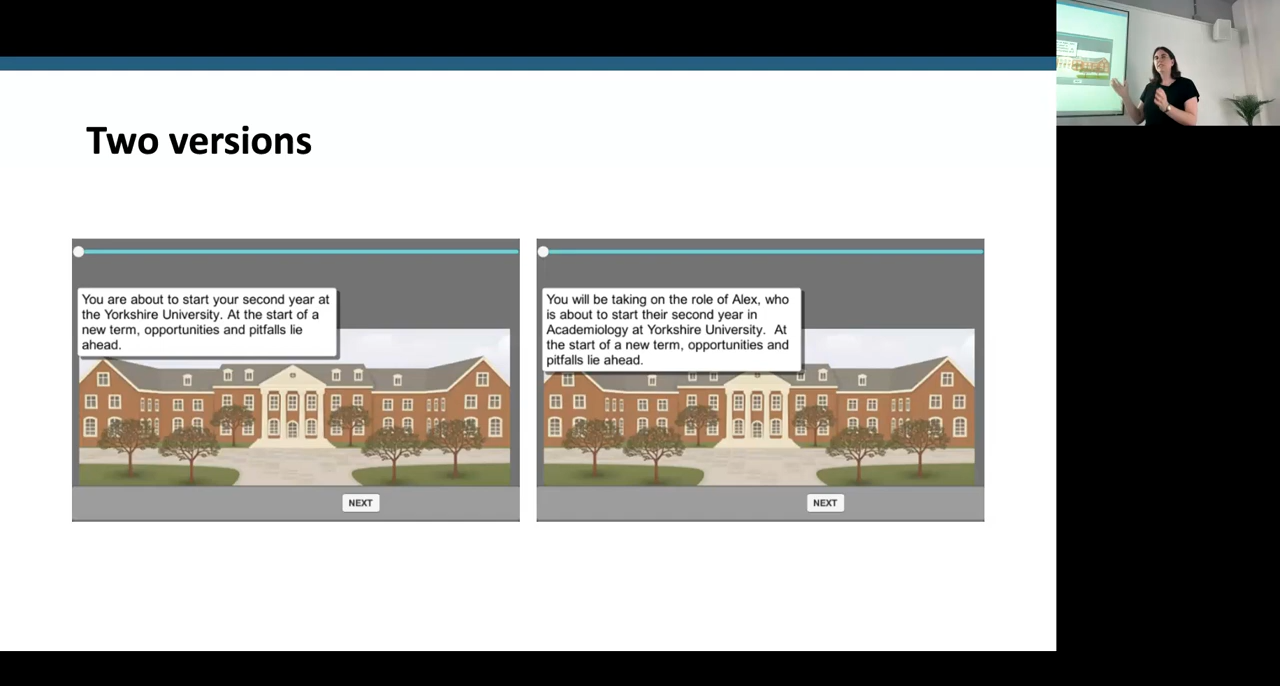 Two versions
You are about to start your second year at
the Yorkshire University. At the start of a
new term, opportunities and pitfalls lie
ahead.
NEXT
You will be taking on the role of Alex, who
is about to start their second year in
Academiology at Yorkshire University.  At
the start of a new term, opportunities and
pitfalls lie ahead.
NEXT